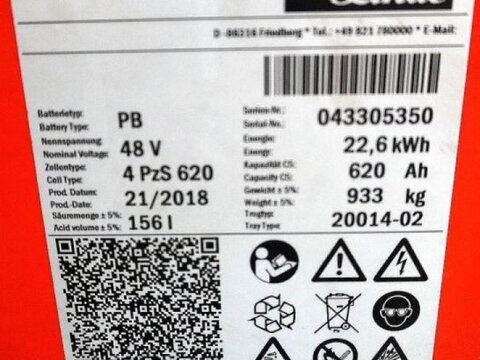 Linde
D-86316 Friedberg * Tel.: +49 821 780000 * E-Mail:
Batterietyp:
Battery Type: PB
Nennspannung:
Nominal Voltage: 48 V
Zellentype:
Cell Type: 4 PzS 620
Prod. Datum:
Prod.-Date: 21/2018
Säuremenge ± 5%:
Acid volume ± 5%: 156 l
Serien-Nr.:
Serial-No.: 043305350
Energie:
Energy: 22,6 kWh
Kapazität C5:
Capacity C5: 620 Ah
Gewicht ± 5%:
Weight ± 5%: 933 kg
Trogtyp:
Tray Type: 20014-02